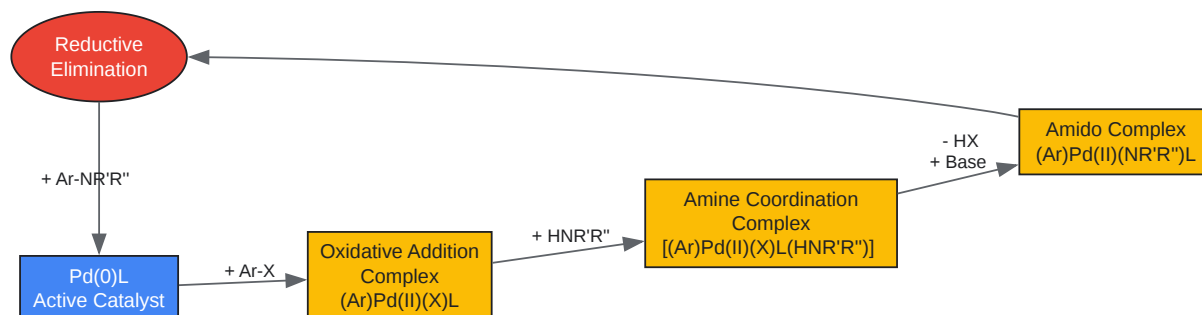 Reductive
Elimination
+ Ar-NR'R"
Pd(0)L
Active Catalyst
+ Ar-X
Oxidative Addition
Complex
(Ar)Pd(II)(X)L
+ HNR'R"
Amine Coordination
Complex
[(Ar)Pd(II)(X)L(HNR'R")]
- HX
+ Base
Amido Complex
(Ar)Pd(II)(NR'R")L